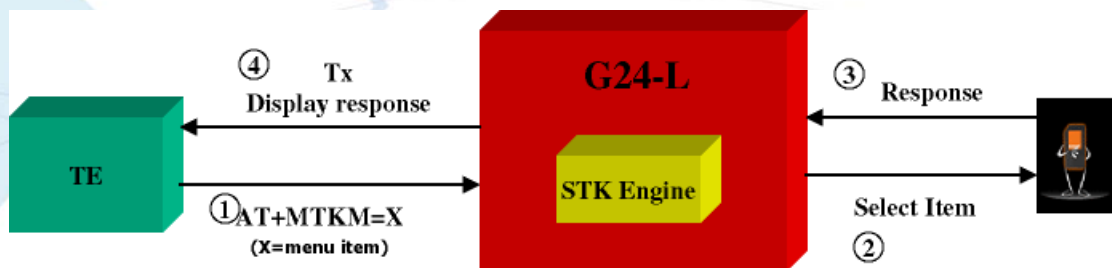 ④
Tx
Display response
G24-L
③
Response
TE
STK Engine
①
AT+MTKM=X
(X=menu item)
Select Item
②